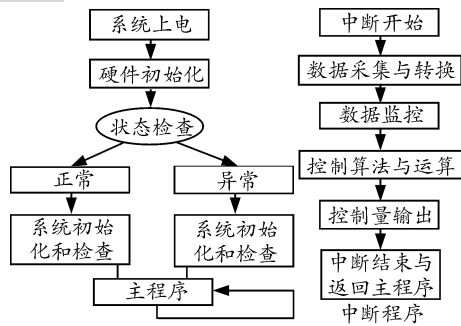 系统上电
硬件初始化
状态检查
正常
异常
系统初始
化和检查
系统初始
化和检查
主程序
中断开始
数据采集与转换
数据监控
控制算法与运算
控制量输出
中断结束与
返回主程序
中断程序